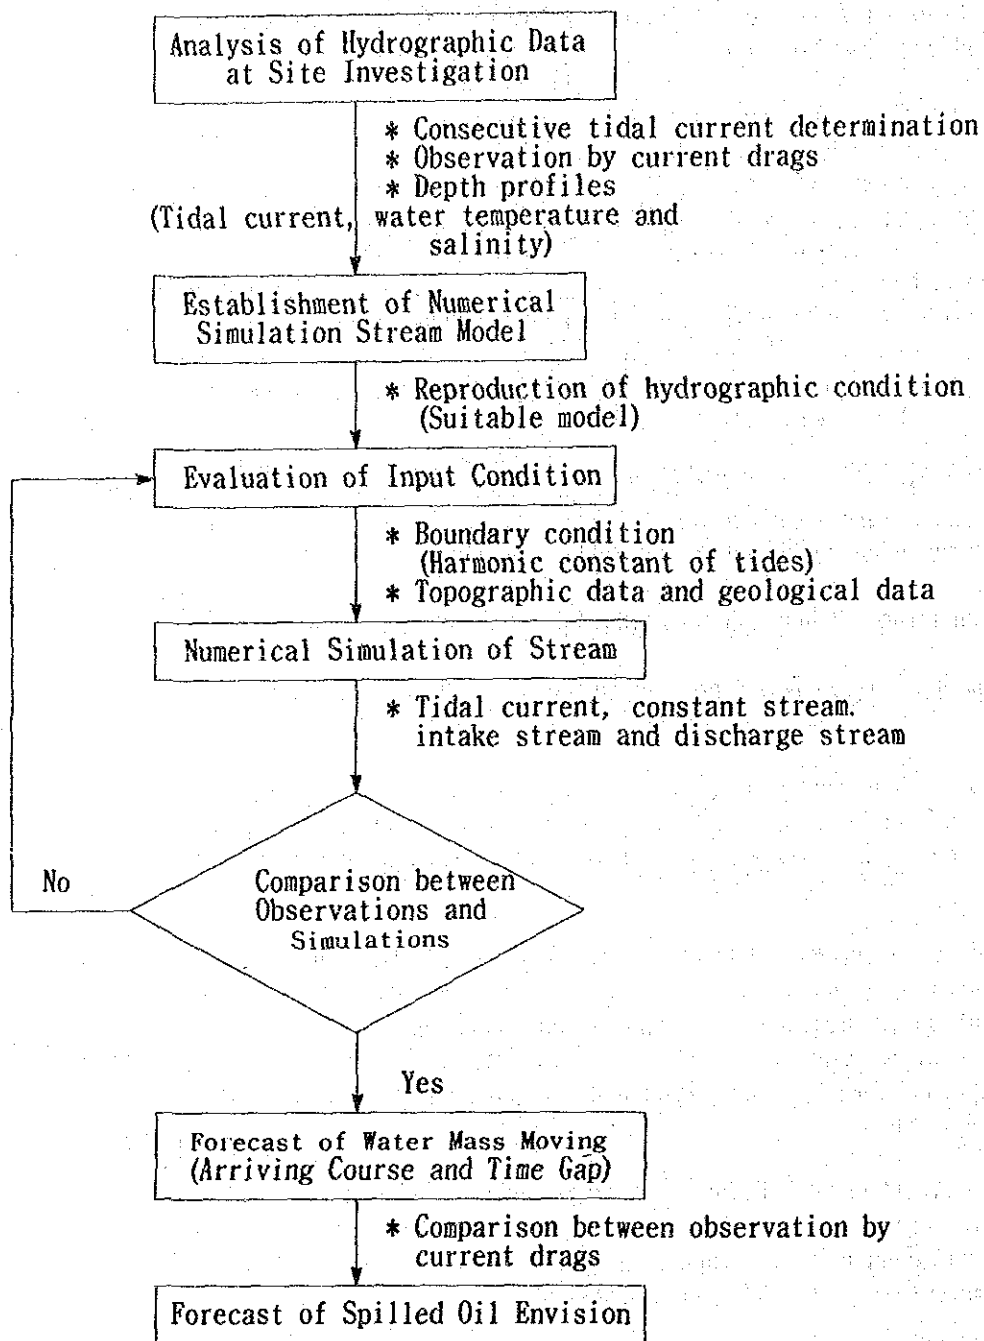 Analysis of Hydrographic Data
at Site Investigation
* Consecutive tidal current determination
* Observation by current drags
* Depth profiles
(Tidal current, water temperature and
salinity)
Establishment of Numerical
Simulation Stream Model
* Reproduction of hydrographic condition
(Suitable model)
Evaluation of Input Condition
* Boundary condition
(Harmonic constant of tides)
* Topographic data and geological data
Numerical Simulation of Stream
* Tidal current, constant stream.
intake stream and discharge stream
No
Comparison between
Observations and
Simulations
Yes
Forecast of Water Mass Moving
(Arriving Course and Time Gap)
* Comparison between observation by
current drags
Forecast of Spilled Oil Envision